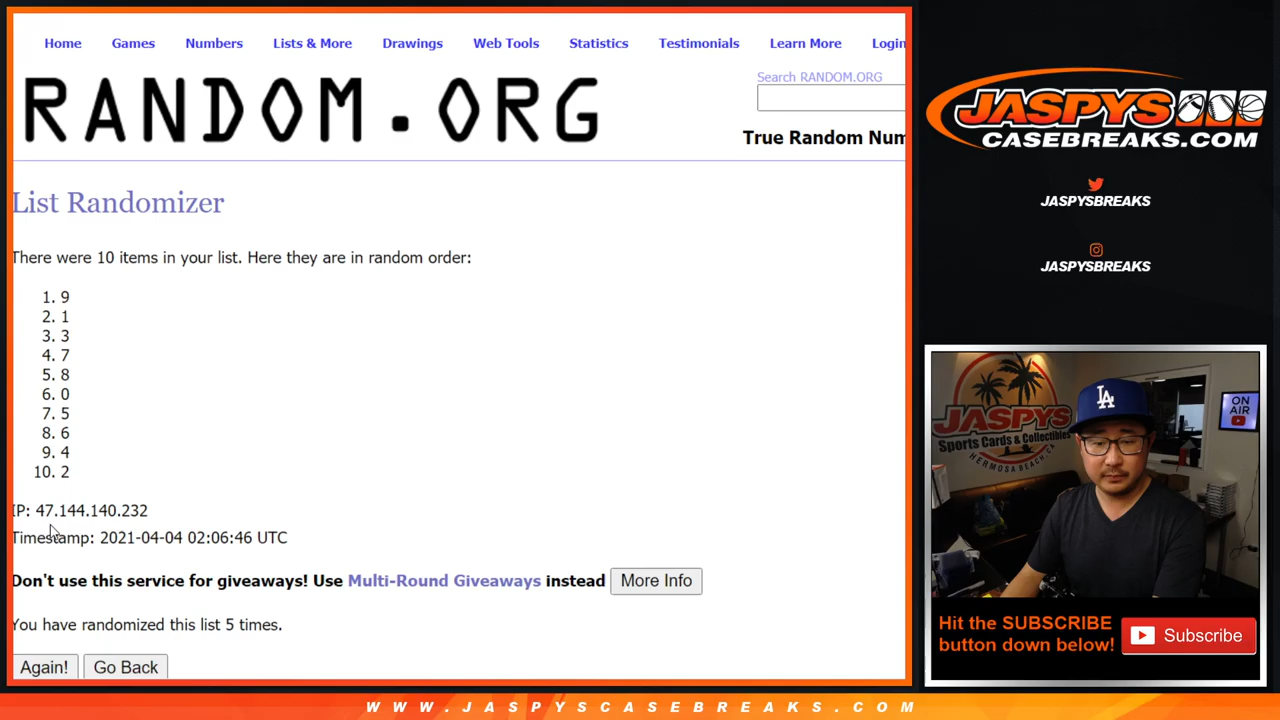 Home Games Numbers Lists & More Drawings Web Tools Statistics Testimonials Learn More Login
RANDOM.ORG
Search RANDOM.ORG
True Random Num
List Randomizer
There were 10 items in your list. Here they are in random order:
1. 9
2. 1
3. 3
4. 7
5. 8
6. 0
7. 5
8. 6
9. 4
10. 2
IP: 47.144.140.232
Timestamp: 2021-04-04 02:06:46 UTC
Don't use this service for giveaways! Use Multi-Round Giveaways instead More Info
You have randomized this list 5 times.
Again! Go Back
JASPYS
CASEBREAKS.COM
JASPYSBREAKS
JASPYSBREAKS
JASPYS
Sports Cards & Collectibles
HERMOSA BEACH, CA
LA
ON
AIR
Hit the SUBSCRIBE
button down below!
Subscribe
WWW.JASPYSCASEBREAKS.COM